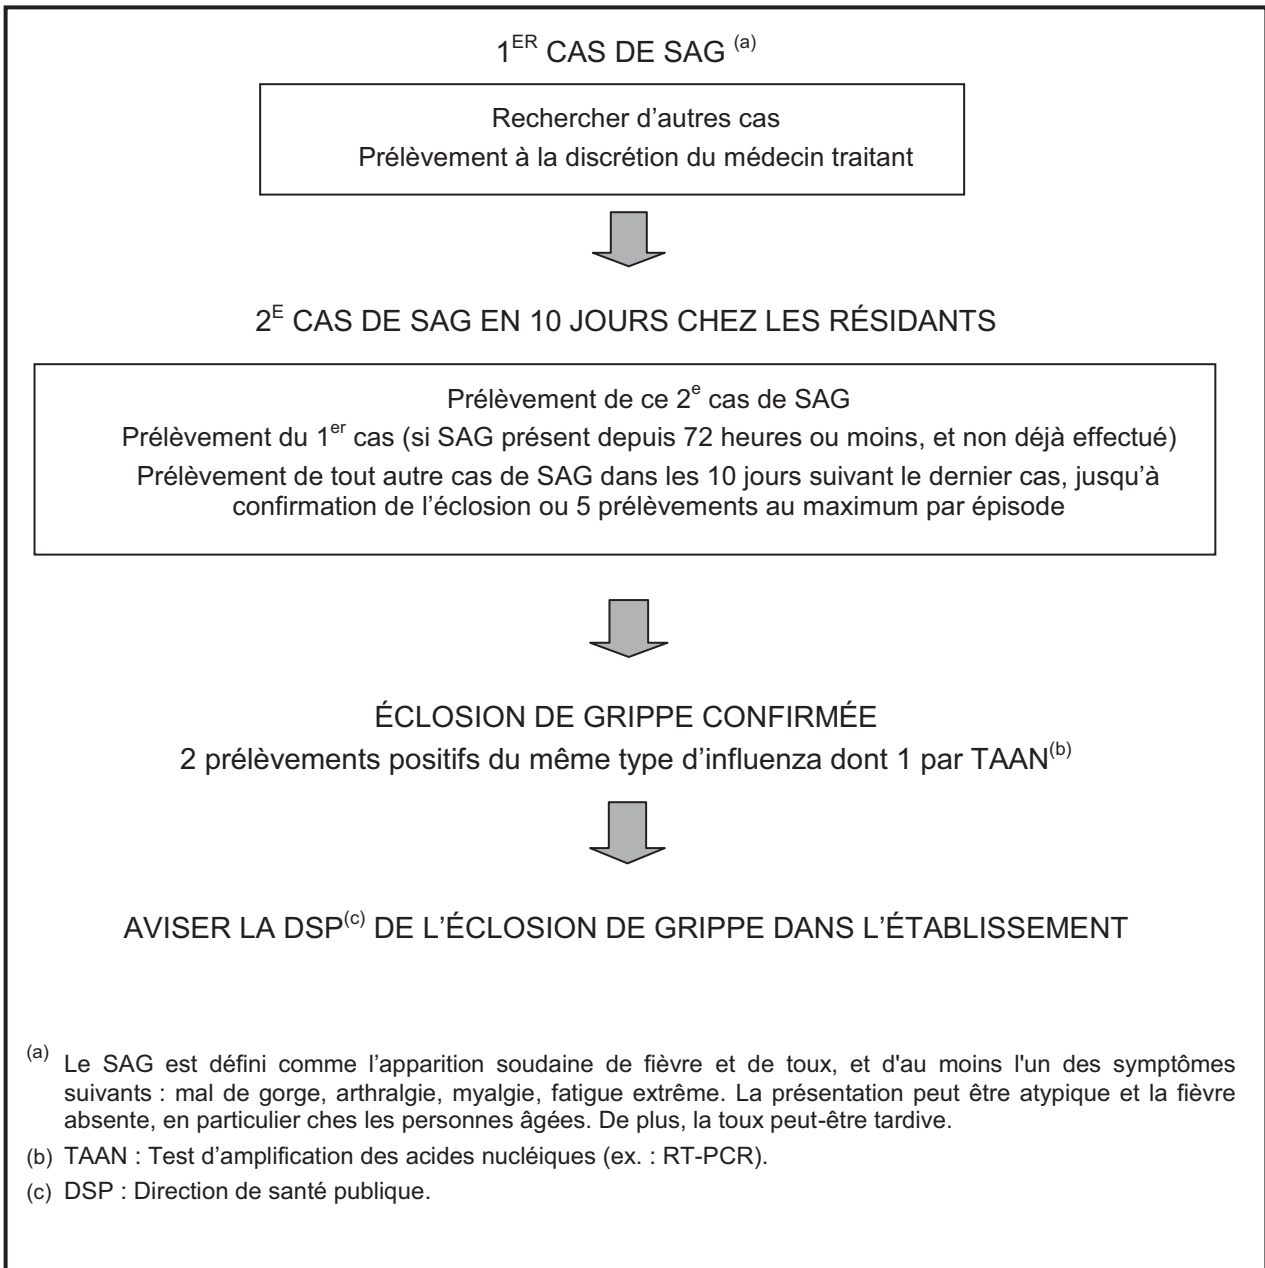 1ER CAS DE SAG (a)
Rechercher d'autres cas
Prélèvement à la discrétion du médecin traitant
2E CAS DE SAG EN 10 JOURS CHEZ LES RÉSIDANTS
Prélèvement de ce 2e cas de SAG
Prélèvement du 1er cas (si SAG présent depuis 72 heures ou moins, et non déjà effectué)
Prélèvement de tout autre cas de SAG dans les 10 jours suivant le dernier cas, jusqu'à
confirmation de l'éclosion ou 5 prélèvements au maximum par épisode
ÉCLOSION DE GRIPPE CONFIRMÉE
2 prélèvements positifs du même type d'influenza dont 1 par TAAN(b)
AVISER LA DSP(c) DE L'ÉCLOSION DE GRIPPE DANS L'ÉTABLISSEMENT
(a) Le SAG est défini comme l'apparition soudaine de fièvre et de toux, et d'au moins l'un des symptômes
suivants : mal de gorge, arthralgie, myalgie, fatigue extrême. La présentation peut être atypique et la fièvre
absente, en particulier ches les personnes âgées. De plus, la toux peut-être tardive.
(b) TAAN : Test d'amplification des acides nucléiques (ex. : RT-PCR).
(c) DSP : Direction de santé publique.